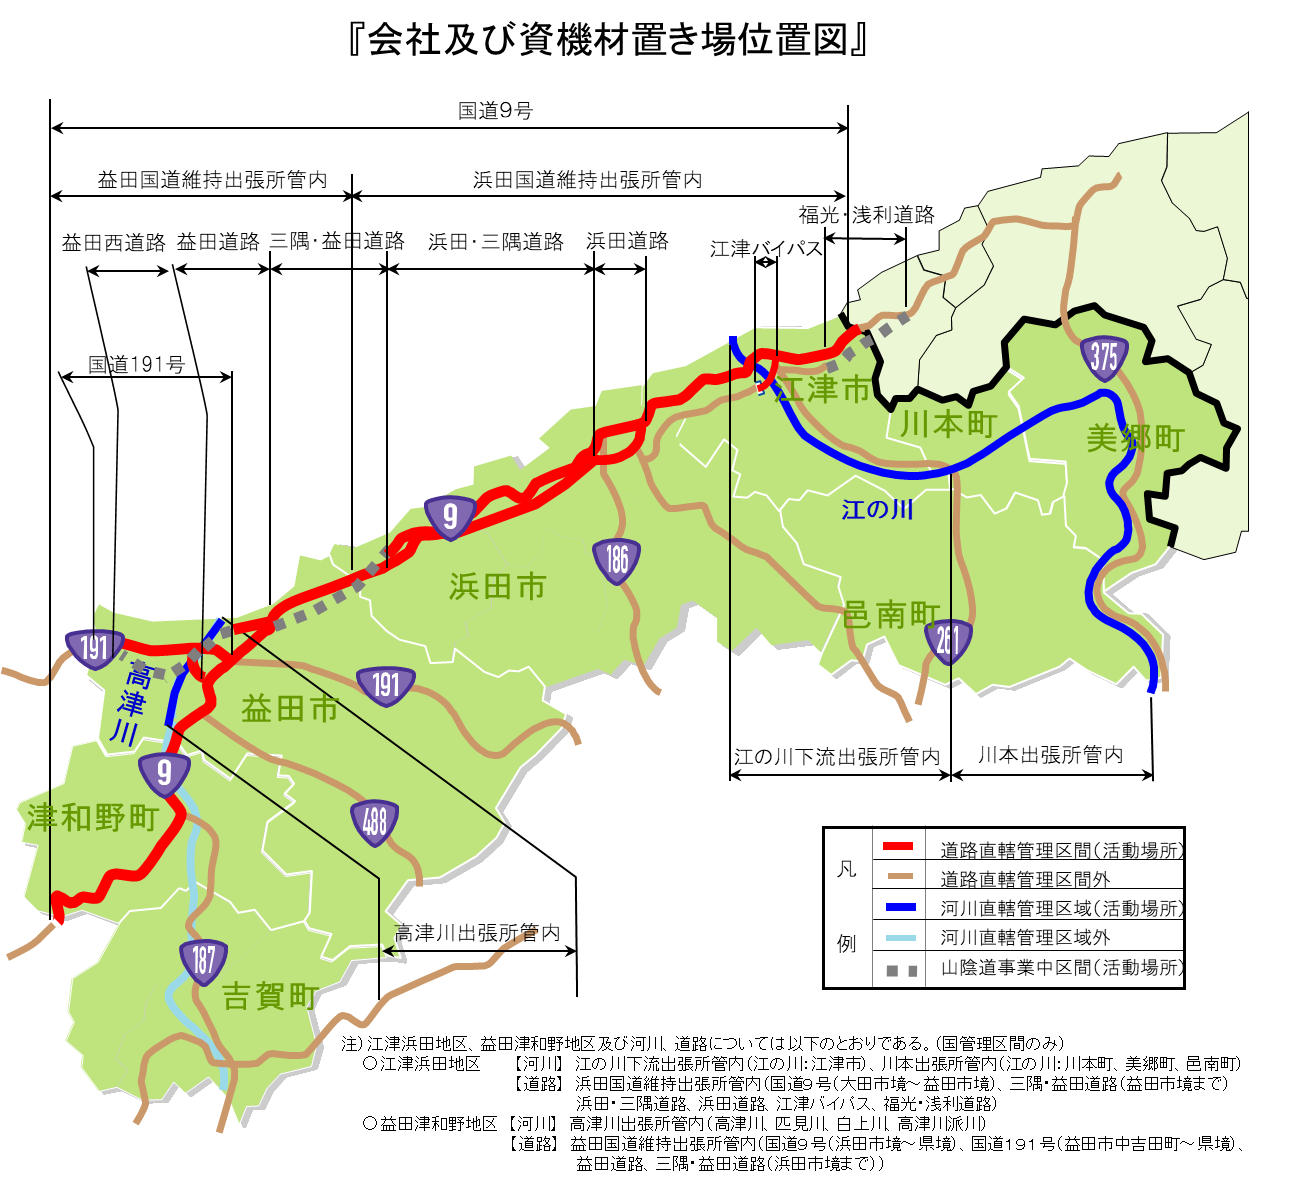 『会社及び資機材置き場位置図』
国道9号
益田国道維持出張所管内
浜田国道維持出張所管内
福光・浅利道路
益田西道路
益田道路
三隅・益田道路
浜田・三隅道路
浜田道路
江津バイパス
国道191号
375
江津市
川本町
美郷町
9
江の川
186
浜田市
邑南町
191
261
高津川
191
益田市
江の川下流出張所管内
川本出張所管内
9
津和野町
488
凡例
道路直轄管理区間(活動場所)
道路直轄管理区間外
河川直轄管理区域(活動場所)
河川直轄管理区域外
山陰道事業中区間(活動場所)
高津川出張所管内
187
吉賀町
注) 江津浜田地区、益田津和野地区及び河川、道路については以下のとおりである。(国管理区間のみ)
○江津浜田地区 【河川】 江の川下流出張所管内(江の川:江津市)、川本出張所管内(江の川:川本町、美郷町、邑南町)
【道路】 浜田国道維持出張所管内(国道9号(大田市境～益田市境)、三隅・益田道路(益田市境まで)
浜田・三隅道路、浜田道路、江津バイパス、福光・浅利道路)
○益田津和野地区 【河川】 高津川出張所管内(高津川、匹見川、白上川、高津川派川)
【道路】 益田国道維持出張所管内(国道9号(浜田市境～県境)、国道191号(益田市中吉田町～県境)、
益田道路、三隅・益田道路(浜田市境まで))